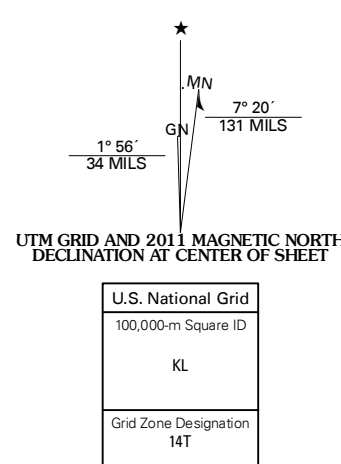 MN
GN
7° 20´
131 MILS
1° 56´
34 MILS
UTM GRID AND 2011 MAGNETIC NORTH
DECLINATION AT CENTER OF SHEET
U.S. National Grid
100,000-m Square ID
KL
Grid Zone Designation
14T